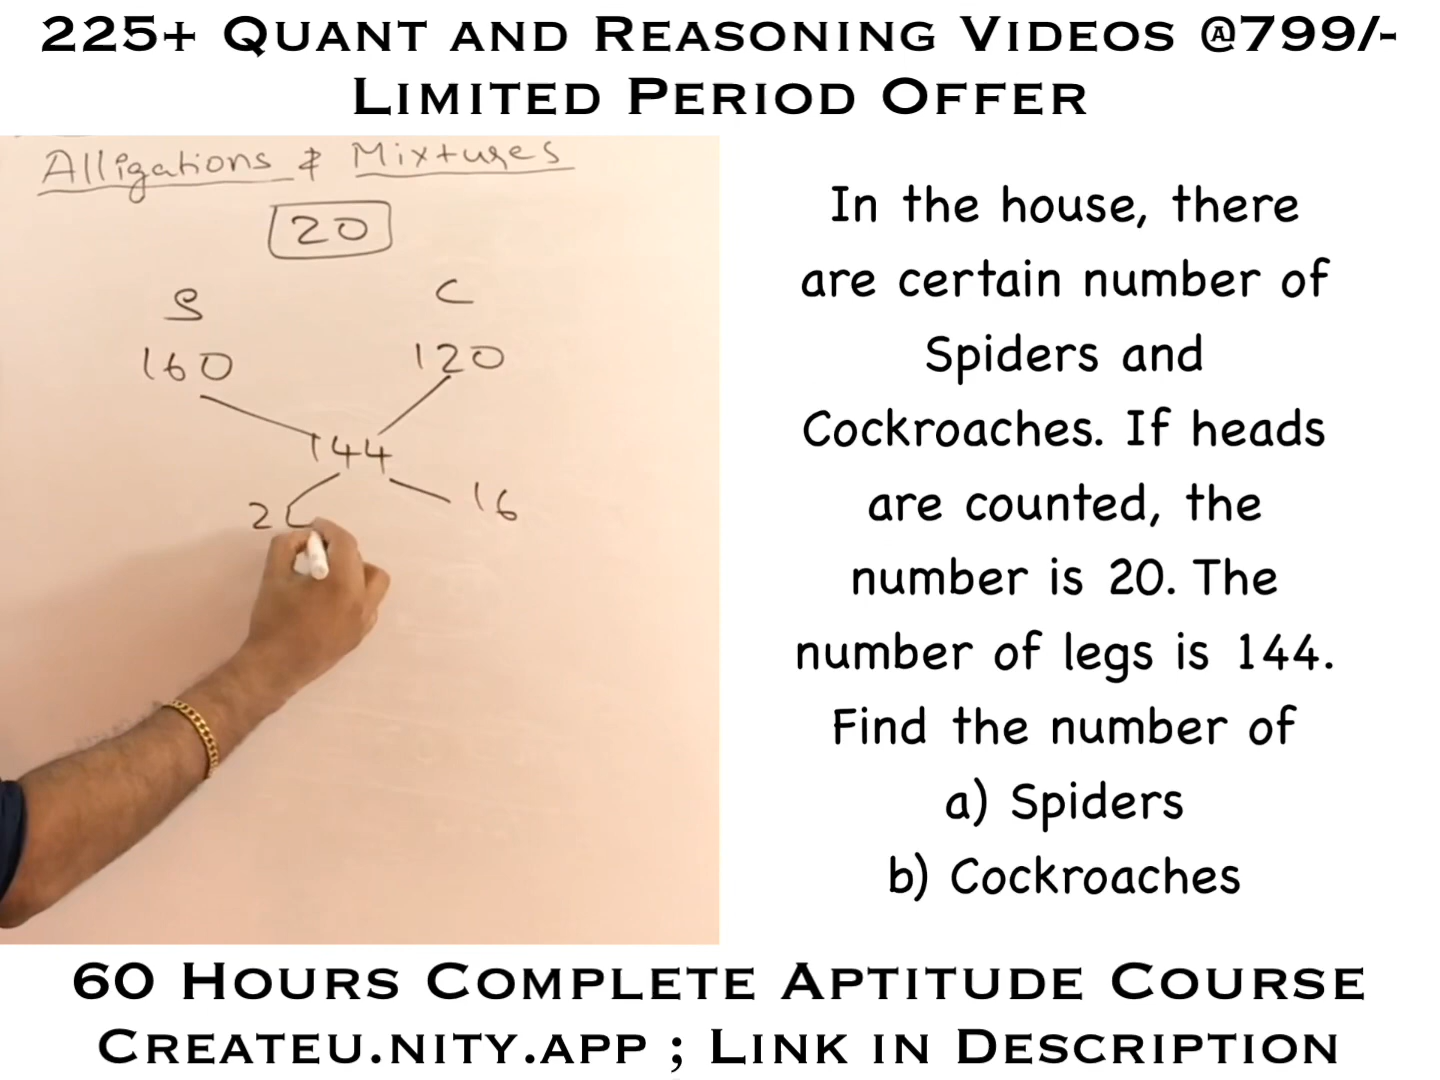 225+ QUANT AND REASONING VIDEOS @799/-
LIMITED PERIOD OFFER
Alligations & Mixtures
20
S C
160 120
144
2 16
In the house, there
are certain number of
Spiders and
Cockroaches. If heads
are counted, the
number is 20. The
number of legs is 144.
Find the number of
a) Spiders
b) Cockroaches
60 HOURS COMPLETE APTITUDE COURSE
CREATEU.NITY.APP ; LINK IN DESCRIPTION